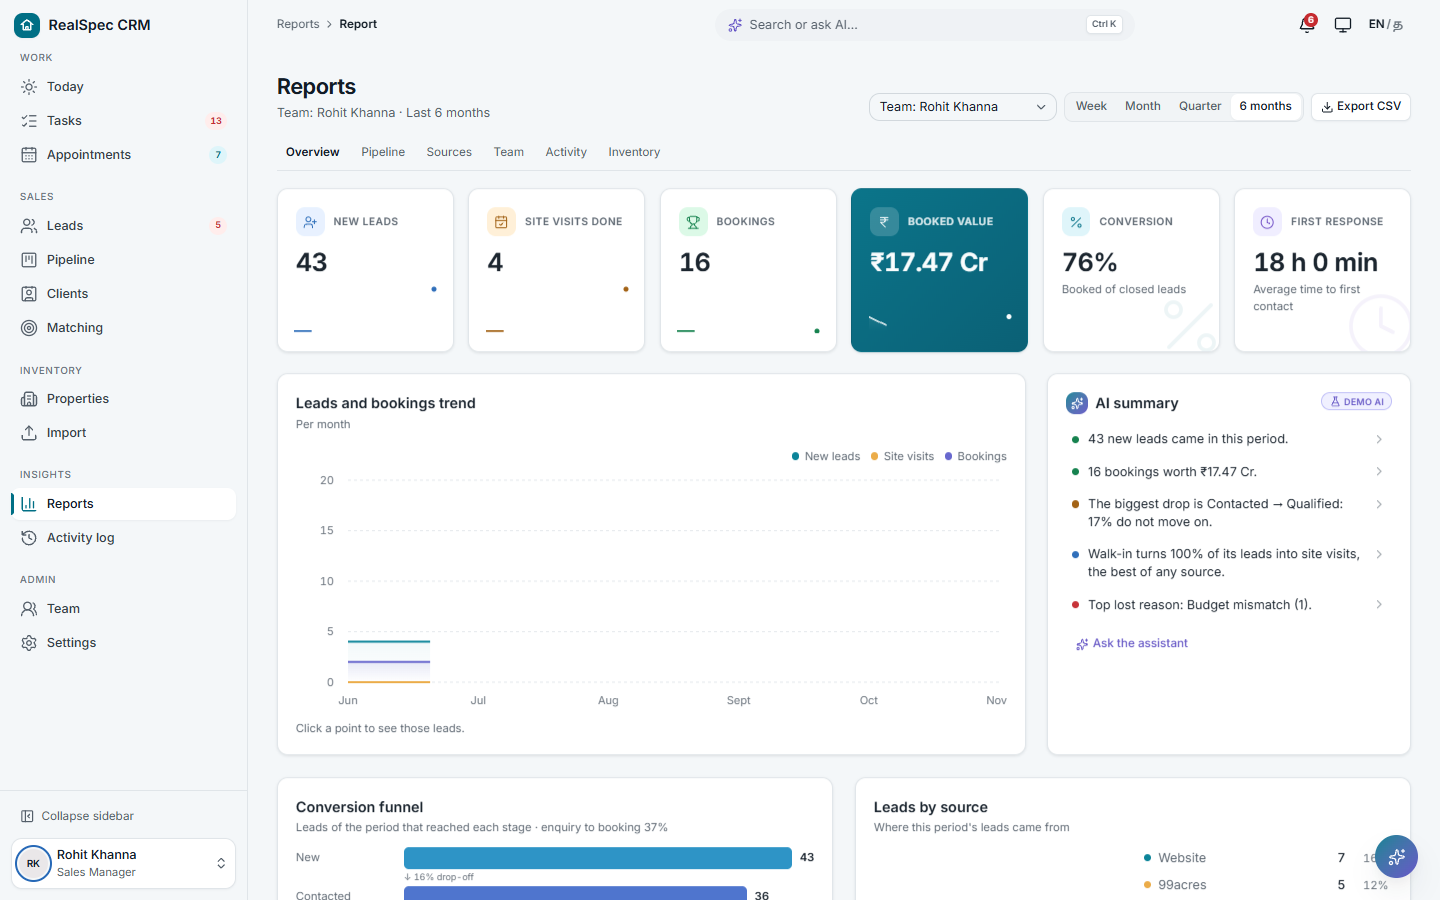 RealSpec CRM
WORK
Today
Tasks
13
Appointments
7
SALES
Leads
5
Pipeline
Clients
Matching
INVENTORY
Properties
Import
INSIGHTS
Reports
Activity log
ADMIN
Team
Settings
Collapse sidebar
RK
Rohit Khanna
Sales Manager
Reports > Report
Search or ask AI...
Ctrl K
6
EN / த
Reports
Team: Rohit Khanna · Last 6 months
Team: Rohit Khanna
Week
Month
Quarter
6 months
Export CSV
Overview
Pipeline
Sources
Team
Activity
Inventory
NEW LEADS
43
SITE VISITS DONE
4
BOOKINGS
16
₹
BOOKED VALUE
₹17.47 Cr
%
CONVERSION
76%
Booked of closed leads
FIRST RESPONSE
18 h 0 min
Average time to first
contact
Leads and bookings trend
Per month
New leads
Site visits
Bookings
20
15
10
5
0
Jun
Jul
Aug
Sept
Oct
Nov
Click a point to see those leads.
AI summary
DEMO AI
43 new leads came in this period.
16 bookings worth ₹17.47 Cr.
The biggest drop is Contacted → Qualified:
17% do not move on.
Walk-in turns 100% of its leads into site visits,
the best of any source.
Top lost reason: Budget mismatch (1).
Ask the assistant
Conversion funnel
Leads of the period that reached each stage · enquiry to booking 37%
New
43
↓ 16% drop-off
Contacted
36
Leads by source
Where this period's leads came from
Website
7
99acres
5
12%